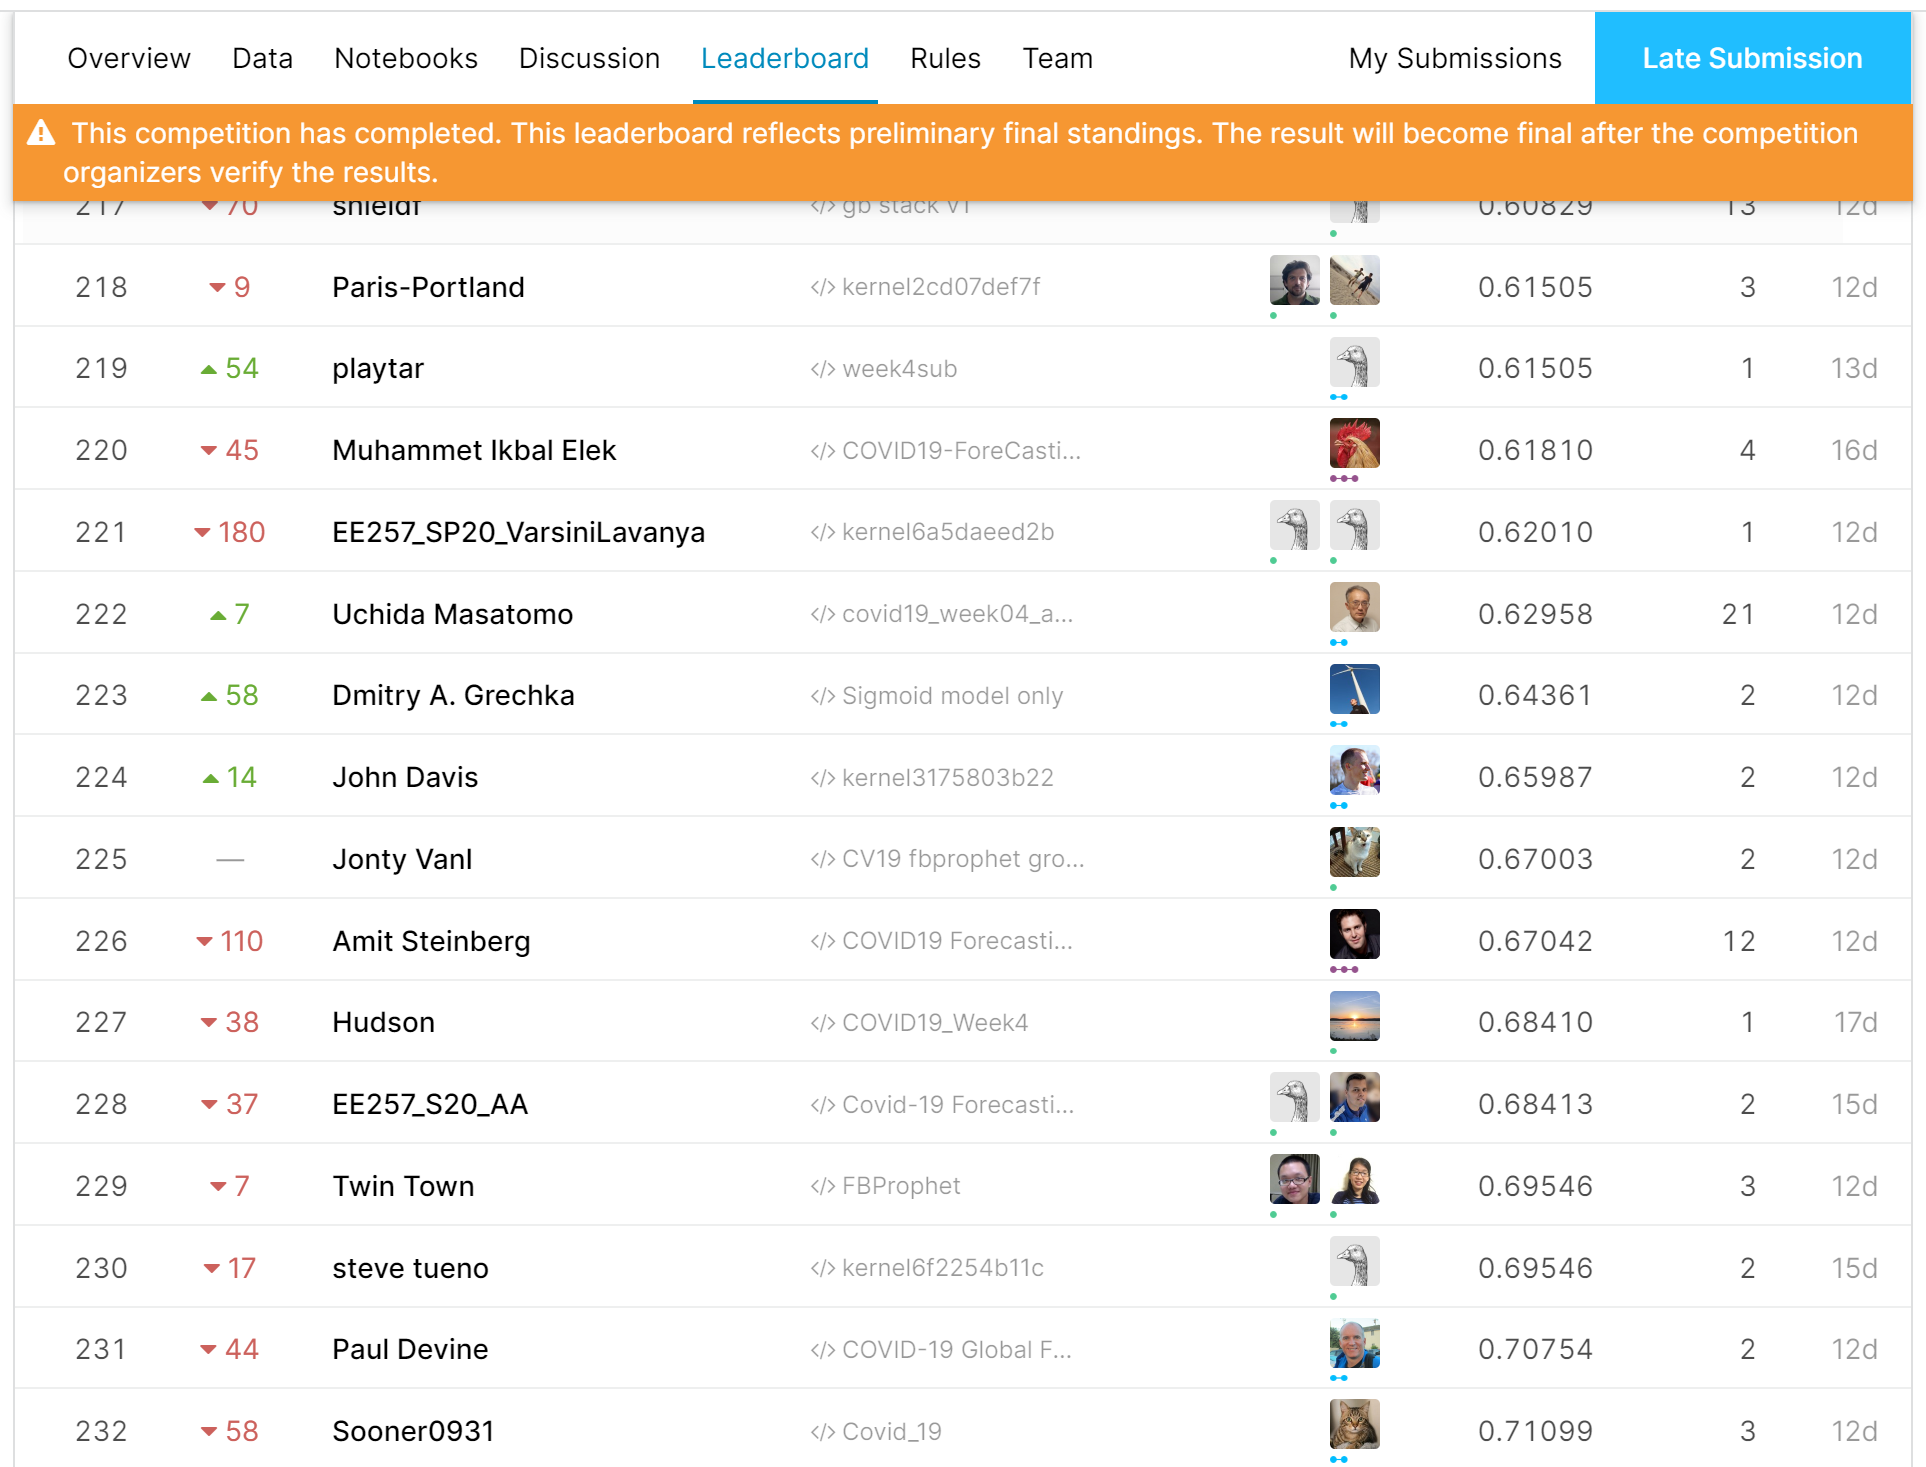 Overview Data Notebooks Discussion Leaderboard Rules Team My Submissions Late Submission
This competition has completed. This leaderboard reflects preliminary final standings. The result will become final after the competition
organizers verify the results.
217 70 shieldf </> gb stack v1 0.60829 13 12d
218 9 Paris-Portland </> kernel2cd07def7f 0.61505 3 12d
219 54 playtar </> week4sub 0.61505 1 13d
220 45 Muhammet Ikbal Elek </> COVID19-ForeCasti... 0.61810 4 16d
221 180 EE257_SP20_VarsiniLavanya </> kernel6a5daeed2b 0.62010 1 12d
222 7 Uchida Masatomo </> covid19_week04_a... 0.62958 21 12d
223 58 Dmitry A. Grechka </> Sigmoid model only 0.64361 2 12d
224 14 John Davis </> kernel3175803b22 0.65987 2 12d
225 — Jonty Vanl </> CV19 fbprophet gro... 0.67003 2 12d
226 110 Amit Steinberg </> COVID19 Forecasti... 0.67042 12 12d
227 38 Hudson </> COVID19_Week4 0.68410 1 17d
228 37 EE257_S20_AA </> Covid-19 Forecasti... 0.68413 2 15d
229 7 Twin Town </> FBProphet 0.69546 3 12d
230 17 steve tueno </> kernel6f2254b11c 0.69546 2 15d
231 44 Paul Devine </> COVID-19 Global F... 0.70754 2 12d
232 58 Sooner0931 </> Covid_19 0.71099 3 12d